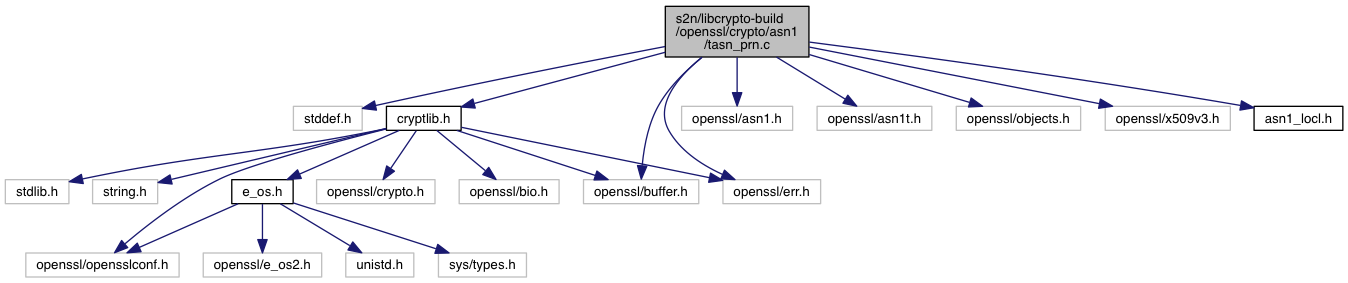 s2n/libcrypto-build
/openssl/crypto/asn1
/tasn_prn.c
stddef.h
cryptlib.h
openssl/asn1.h
openssl/asn1t.h
openssl/objects.h
openssl/x509v3.h
asn1_locl.h
stdlib.h
string.h
e_os.h
openssl/crypto.h
openssl/bio.h
openssl/buffer.h
openssl/err.h
openssl/opensslconf.h
openssl/e_os2.h
unistd.h
sys/types.h